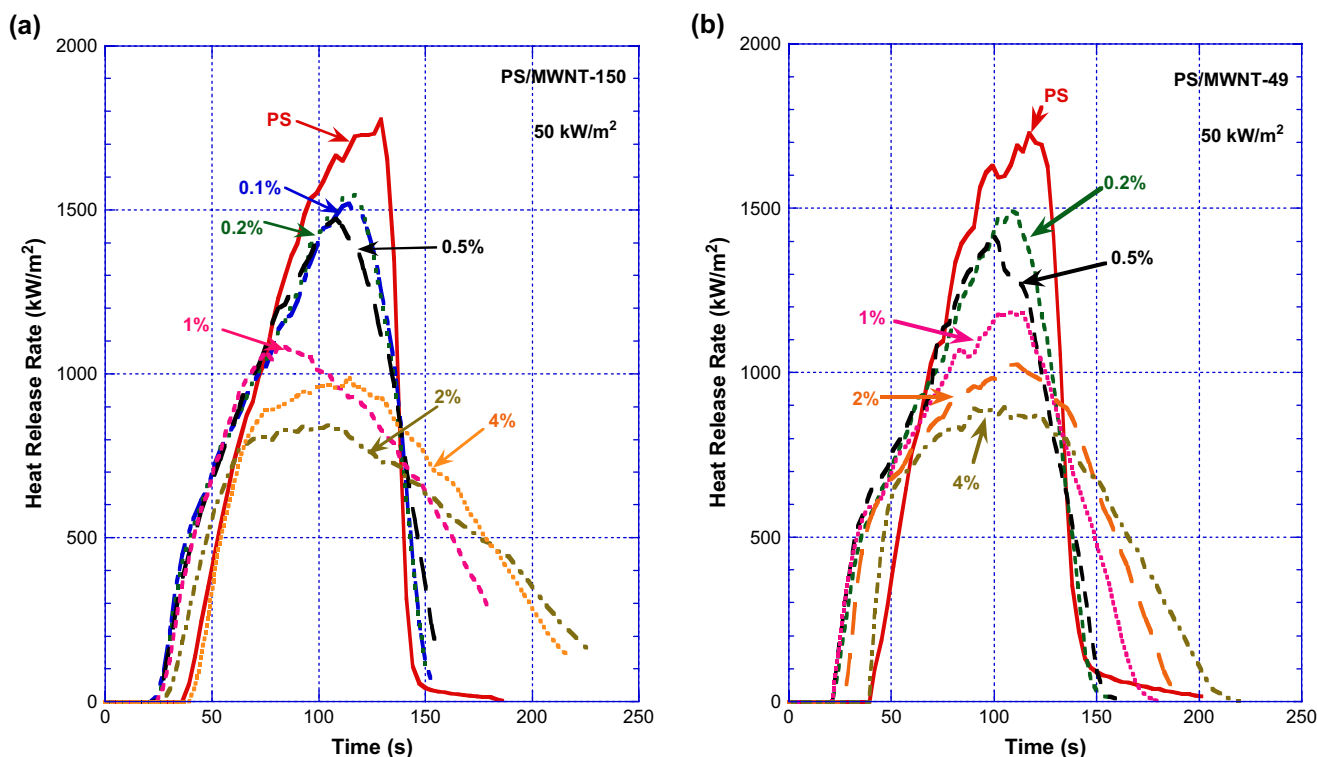 (a)
2000
1500
1000
500
0
0 50 100 150 200 250
Heat Release Rate (kW/m²)
Time (s)
PS/MWNT-150
50 kW/m²
PS
0.1%
0.2%
0.5%
1%
2%
4%
(b)
2000
1500
1000
500
0
0 50 100 150 200 250
Heat Release Rate (kW/m²)
Time (s)
PS/MWNT-49
50 kW/m²
PS
0.2%
0.5%
1%
2%
4%